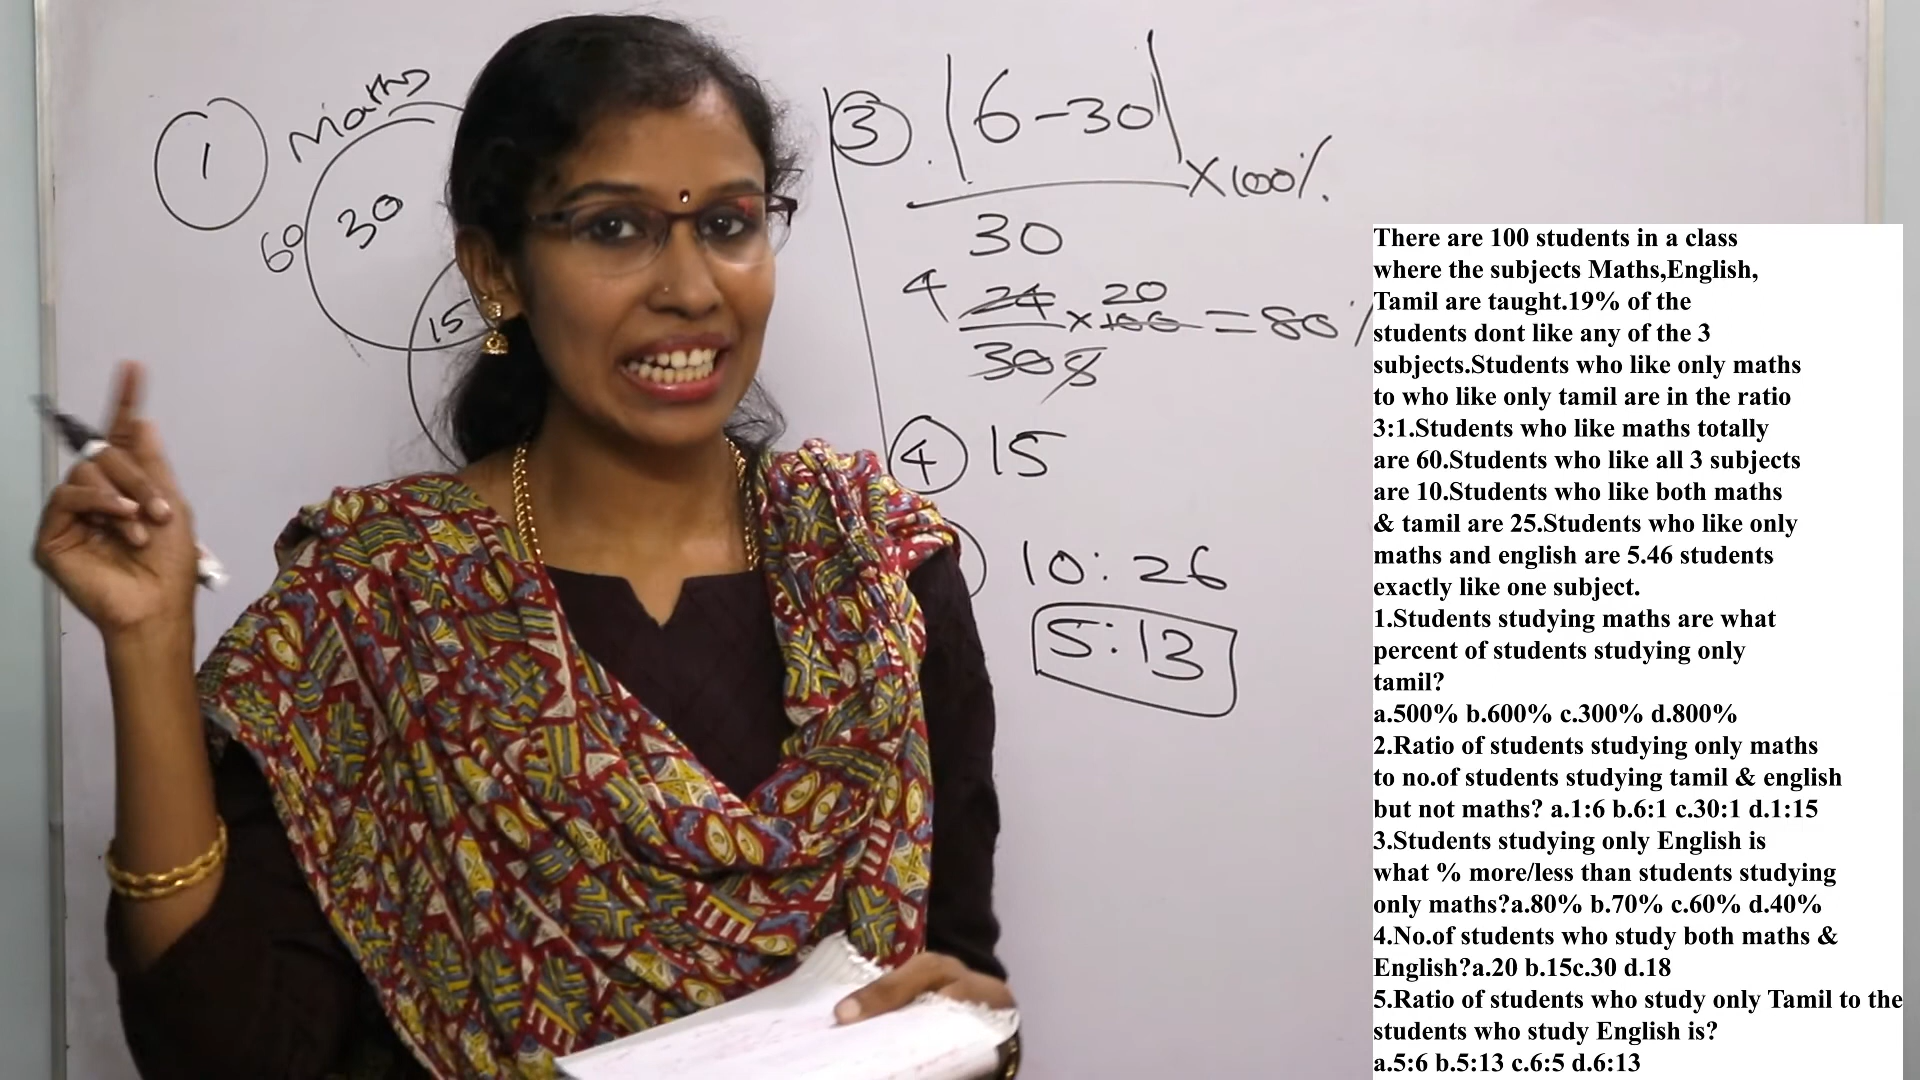 1
Maths
60
30
15
3
|6-30|
X100%
30
4
24 × 100 20 = 80%
30 5
4 15
10:26
5:13
There are 100 students in a class
where the subjects Maths,English,
Tamil are taught.19% of the
students dont like any of the 3
subjects.Students who like only maths
to who like only tamil are in the ratio
3:1.Students who like maths totally
are 60.Students who like all 3 subjects
are 10.Students who like both maths
& tamil are 25.Students who like only
maths and english are 5.46 students
exactly like one subject.
1.Students studying maths are what
percent of students studying only
tamil?
a.500% b.600% c.300% d.800%
2.Ratio of students studying only maths
to no.of students studying tamil & english
but not maths? a.1:6 b.6:1 c.30:1 d.1:15
3.Students studying only English is
what % more/less than students studying
only maths?a.80% b.70% c.60% d.40%
4.No.of students who study both maths &
English?a.20 b.15c.30 d.18
5.Ratio of students who study only Tamil to the
students who study English is?
a.5:6 b.5:13 c.6:5 d.6:13